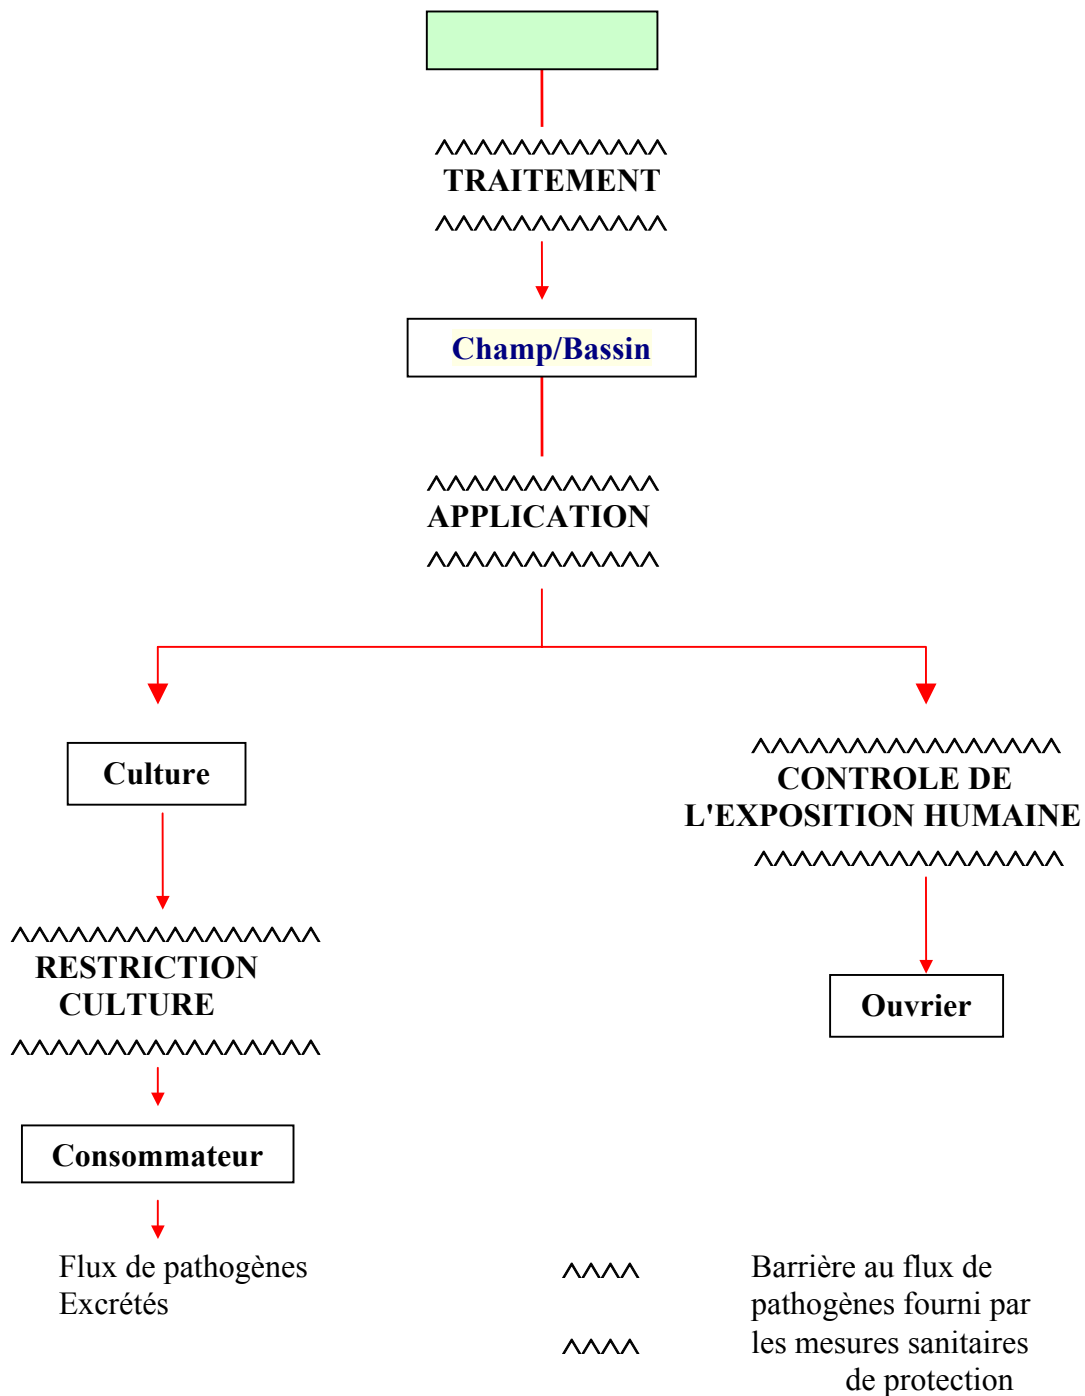 TRAITEMENT
Champ/Bassin
APPLICATION
Culture
CONTROLE DE
L'EXPOSITION HUMAINE
RESTRICTION
CULTURE
Ouvrier
Consommateur
Flux de pathogènes
Excrétés
Barrière au flux de
pathogènes fourni par
les mesures sanitaires
de protection